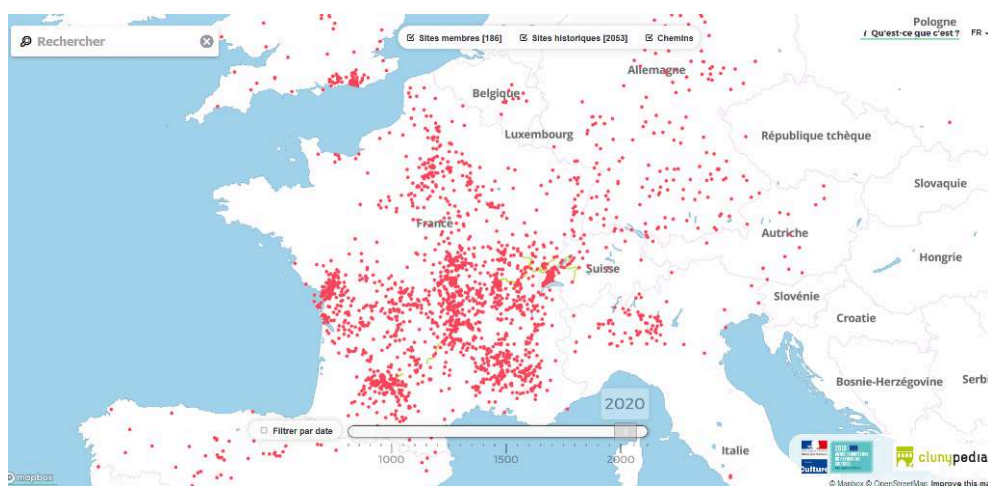 Rechercher
Sites membres [186]
Sites historiques [2053]
Chemins
Pologne
i Qu'est-ce que c'est ?
FR
Allemagne
Belgique
Luxembourg
République tchèque
Slovaquie
France
Autriche
Suisse
Hongrie
Slovénie
Croatie
Bosnie-Herzégovine
Serbi
2020
Filtrer par date
1000
1500
2000
Italie
Culture
clunypedia
mapbox
© Mapbox © OpenStreetMap Improve this ma